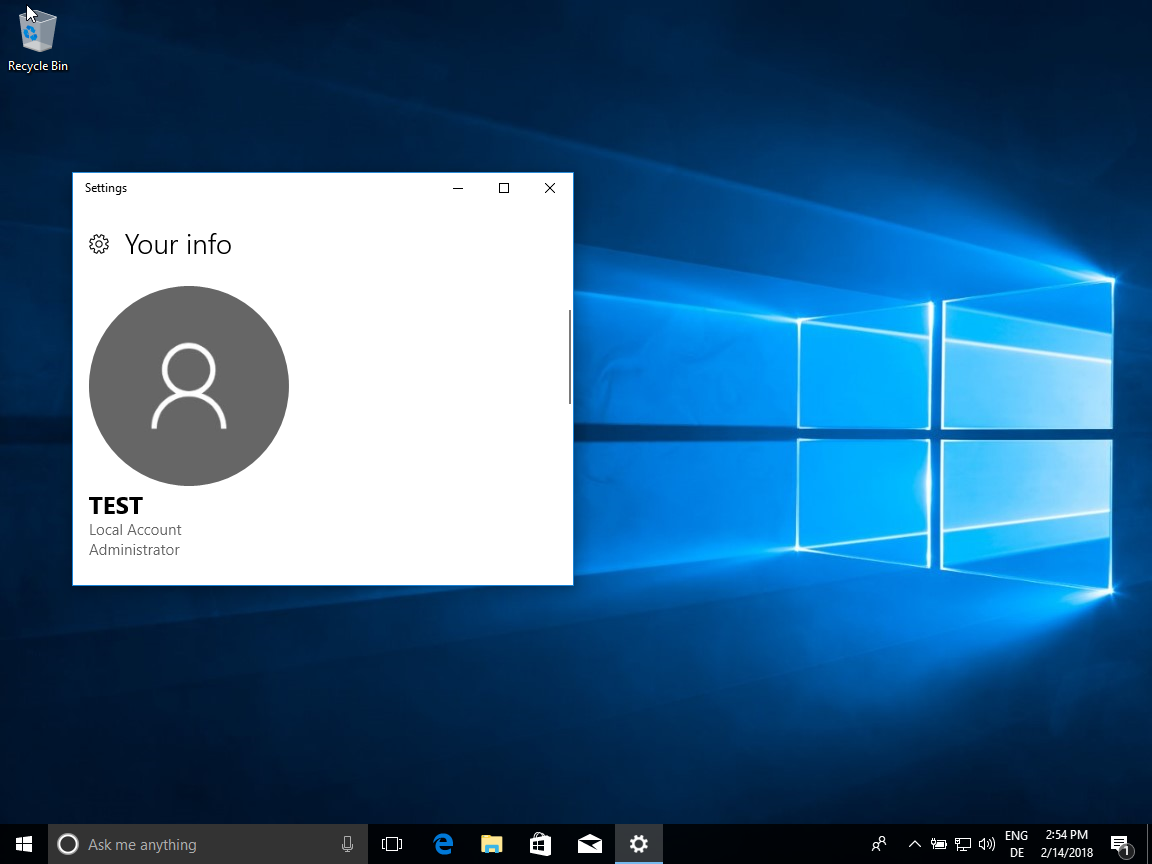 Recycle Bin
Settings
Your info
TEST
Local Account
Administrator
Ask me anything
ENG
DE
2:54 PM
2/14/2018
1